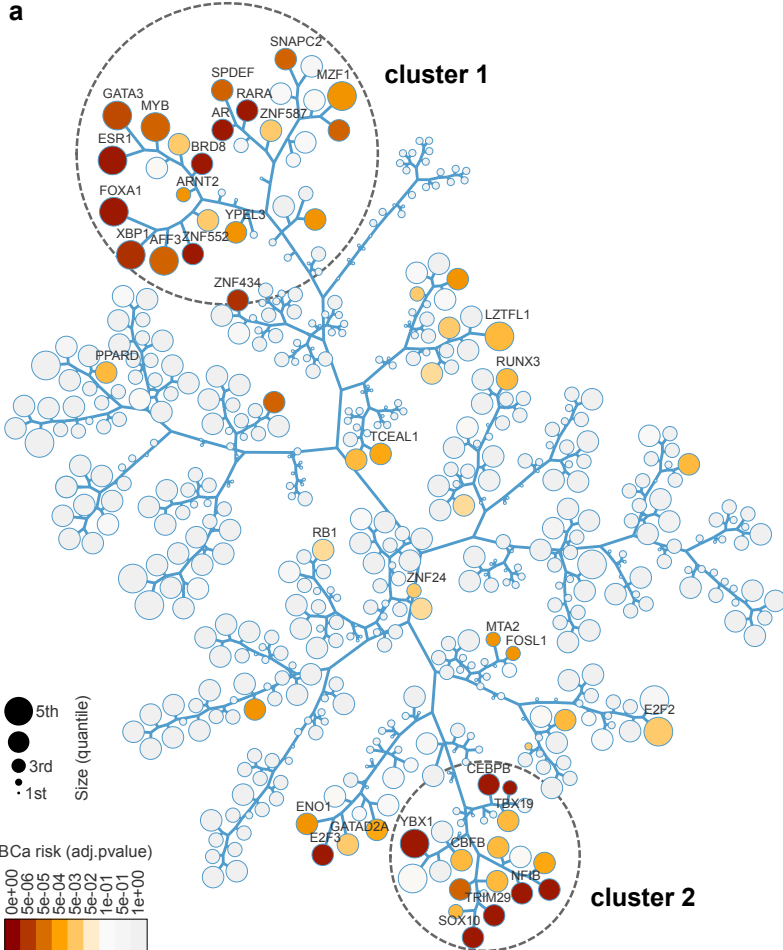 a
SNAPC2
cluster 1
MZF1
SPDEF
GATA3
RARA
MYB
AR
ZNF587
ESR1
BRD8
ARNT2
FOXA1
YPEL3
XBP1
AFF3
ZNF552
ZNF434
LZTFL1
PPARD
RUNX3
TCEAL1
RB1
ZNF24
MTA2
FOSL1
E2F2
5th
3rd
1st
Size (quantile)
CEBPB
TBX19
ENO1
GATAD2A
YBX1
E2F3
CBFB
NFIB
TRIM29
SOX10
cluster 2
BCa risk (adj.pvalue)
0e+00
5e-06
5e-05
5e-04
5e-03
5e-02
1e-01
5e-01
1e+00